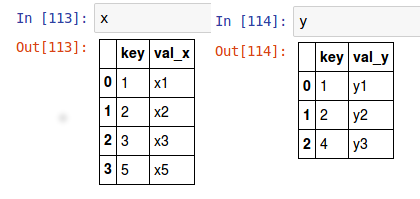 In [113]: x
Out[113]:
key val_x
0 1 x1
1 2 x2
2 3 x3
3 5 x5
In [114]: y
Out[114]:
key val_y
0 1 y1
1 2 y2
2 4 y3